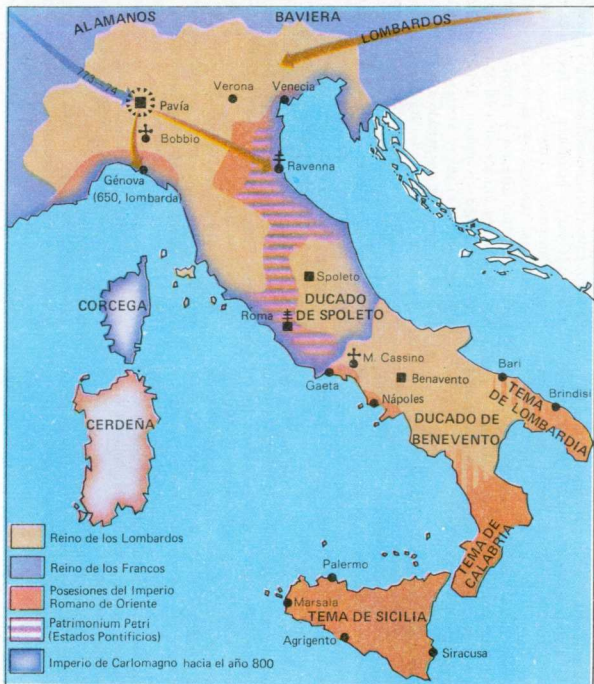 ALAMANOS
BAVIERA
LOMBARDOS
773-74
Verona
Venecia
Pavía
Bobbio
Ravenna
Génova
(650, lombarda)
Spoleto
CORCEGA
DUCADO
DE SPOLETO
Roma
M. Cassino
Bari
Gaeta
Benavento
TEMA
DE LOMBARDIA
Brindisi
Nápoles
CERDEÑA
DUCADO DE
BENEVENTO
TEMA DE
CALABRIA
Palermo
Marsaia
TEMA DE SICILIA
Agrigento
Siracusa
Reino de los Lombardos
Reino de los Francos
Posesiones del Imperio
Romano de Oriente
Patrimonium Petri
(Estados Pontificios)
Imperio de Carlomagno hacia el año 800